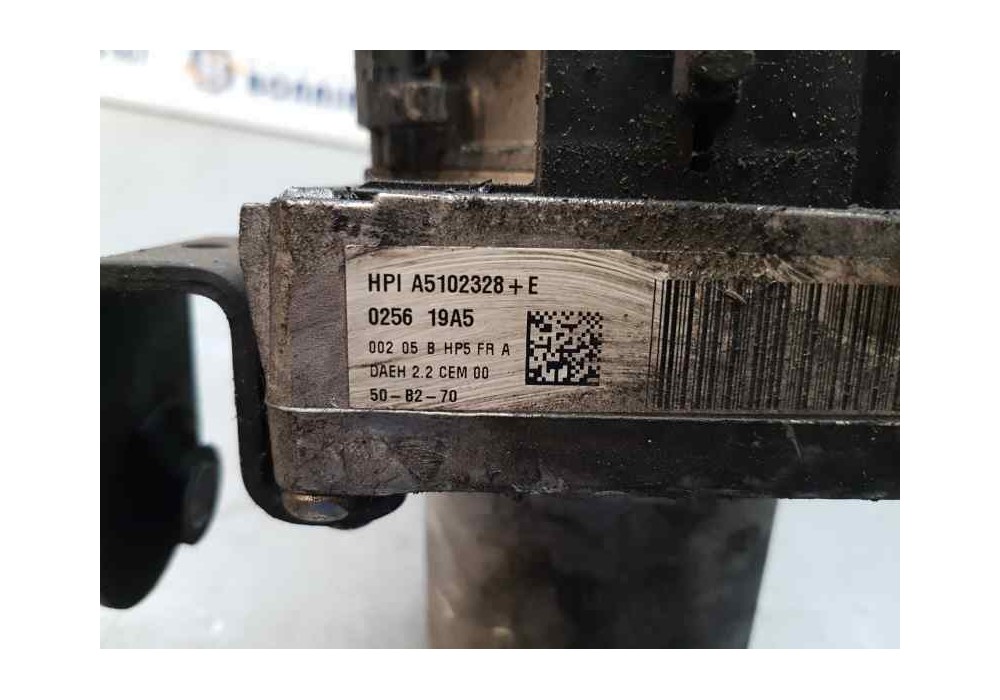 HPI A5102328+E
0256 19A5
002 05 B HP5 FR A
DAEH 2.2 CEM 00
50-B2-70